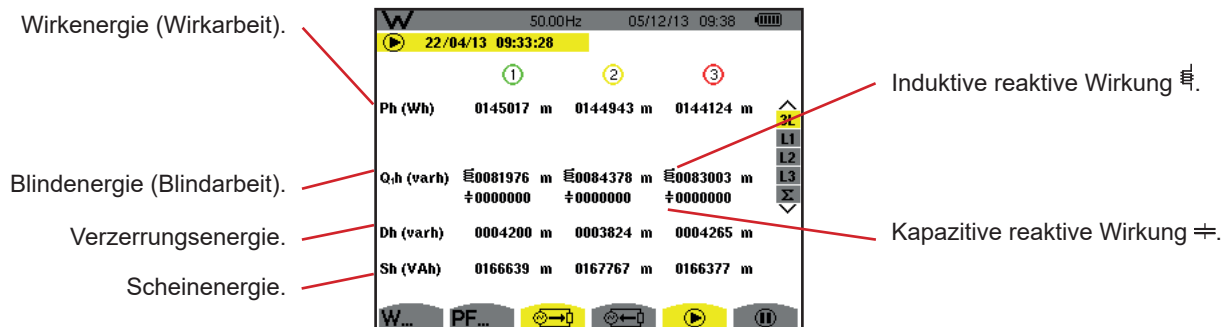 W 50.00Hz 05/12/13 09:38
22/04/13 09:33:28
1 2 3
Wirkenergie (Wirkarbeit).
Ph (Wh) 0145017 m 0144943 m 0144124 m
Induktive reaktive Wirkung .
3L
L1
L2
L3
Σ
Blindenergie (Blindarbeit).
Q₁h (varh) 0081976 m 0084378 m 0083003 m
0000000 0000000 0000000
Kapazitive reaktive Wirkung .
Verzerrungsenergie.
Dh (varh) 0004200 m 0003824 m 0004265 m
Scheinenergie.
Sh (VAh) 0166639 m 0167767 m 0166377 m
W... PF...